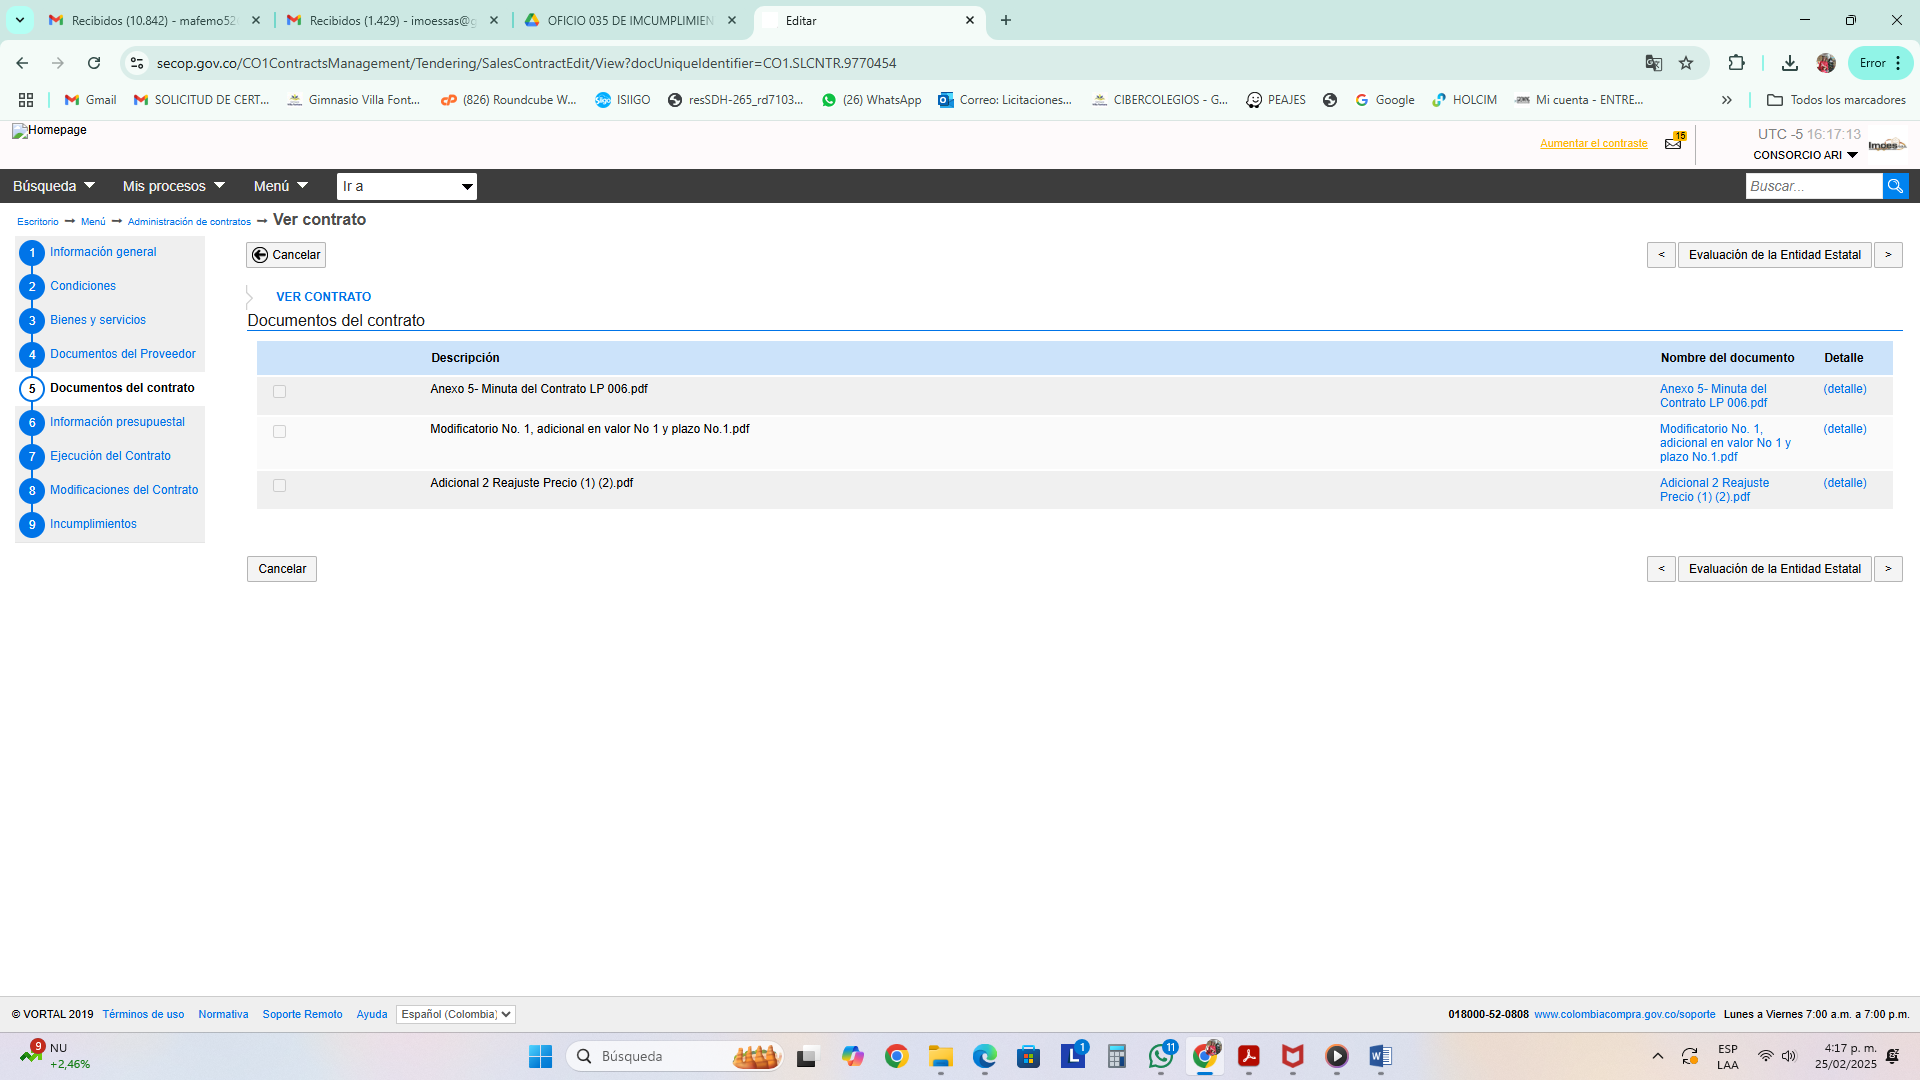 Recibidos (10.842) - mafemo52
Recibidos (1.429) - imoessas@g
OFICIO 035 DE IMCUMPLIMIEN
Editar
secop.gov.co/CO1ContractsManagement/Tendering/SalesContractEdit/View?docUniqueIdentifier=CO1.SLCNTR.9770454
Error
Gmail
SOLICITUD DE CERT...
Gimnasio Villa Font...
(826) Roundcube W...
ISIIGO
resSDH-265_rd7103...
(26) WhatsApp
Correo: Licitaciones...
CIBERCOLEGIOS - G...
PEAJES
Google
HOLCIM
Mi cuenta - ENTRE...
Todos los marcadores
Homepage
Aumentar el contraste
15
UTC -5 16:17:13
CONSORCIO ARI
Búsqueda
Mis procesos
Menú
Ir a
Buscar...
Escritorio → Menú → Administración de contratos → Ver contrato
1 Información general
2 Condiciones
3 Bienes y servicios
4 Documentos del Proveedor
5 Documentos del contrato
6 Información presupuestal
7 Ejecución del Contrato
8 Modificaciones del Contrato
9 Incumplimientos
Cancelar
< Evaluación de la Entidad Estatal >
VER CONTRATO
Documentos del contrato
Descripción Nombre del documento Detalle
Anexo 5- Minuta del Contrato LP 006.pdf
Anexo 5- Minuta del
Contrato LP 006.pdf
(detalle)
Modificatorio No. 1, adicional en valor No 1 y plazo No.1.pdf
Modificatorio No. 1,
adicional en valor No 1 y
plazo No.1.pdf
(detalle)
Adicional 2 Reajuste Precio (1) (2).pdf
Adicional 2 Reajuste
Precio (1) (2).pdf
(detalle)
Cancelar
< Evaluación de la Entidad Estatal >
© VORTAL 2019 Términos de uso Normativa Soporte Remoto Ayuda Español (Colombia)
018000-52-0808 www.colombiacompra.gov.co/soporte Lunes a Viernes 7:00 a.m. a 7:00 p.m.
9
NU
+2,46%
Búsqueda
1
11
ESP
LAA
4:17 p. m.
25/02/2025